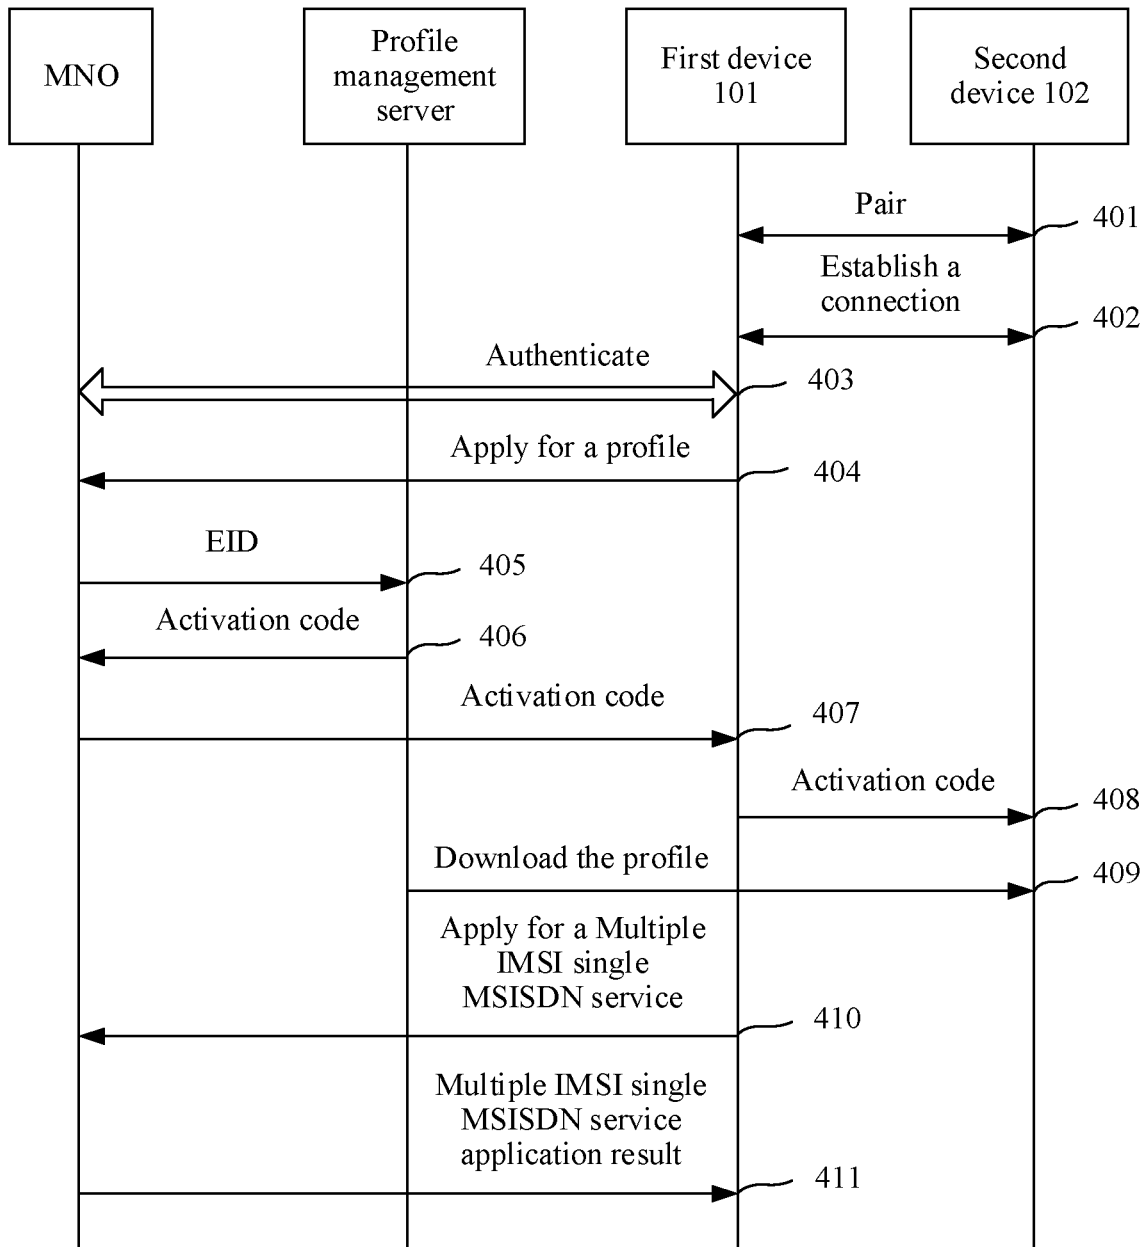 MNO
Profile
management
server
First device
101
Second
device 102
Pair
401
Establish a
connection
402
Authenticate
403
Apply for a profile
404
EID
405
Activation code
406
Activation code
407
Activation code
408
Download the profile
409
Apply for a Multiple
IMSI single
MSISDN service
410
Multiple IMSI single
MSISDN service
application result
411